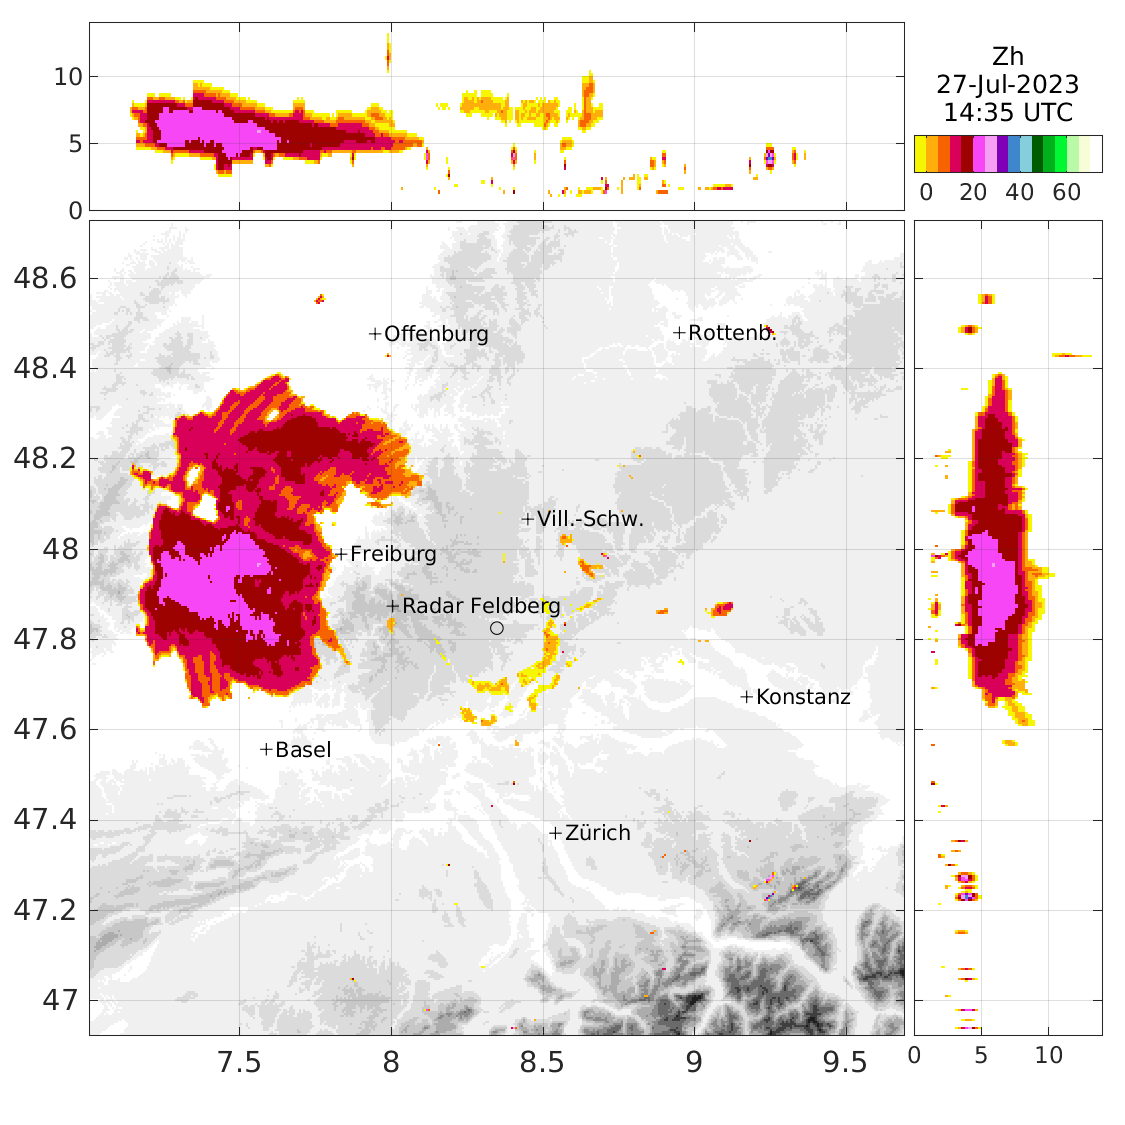 Zh
27-Jul-2023
14:35 UTC
0 20 40 60
10
5
0
48.6
48.4
48.2
48
47.8
47.6
47.4
47.2
47
Offenburg
Rottenb.
Vill.-Schw.
Freiburg
Radar Feldberg
Konstanz
Basel
Zürich
7.5 8 8.5 9 9.5
0 5 10